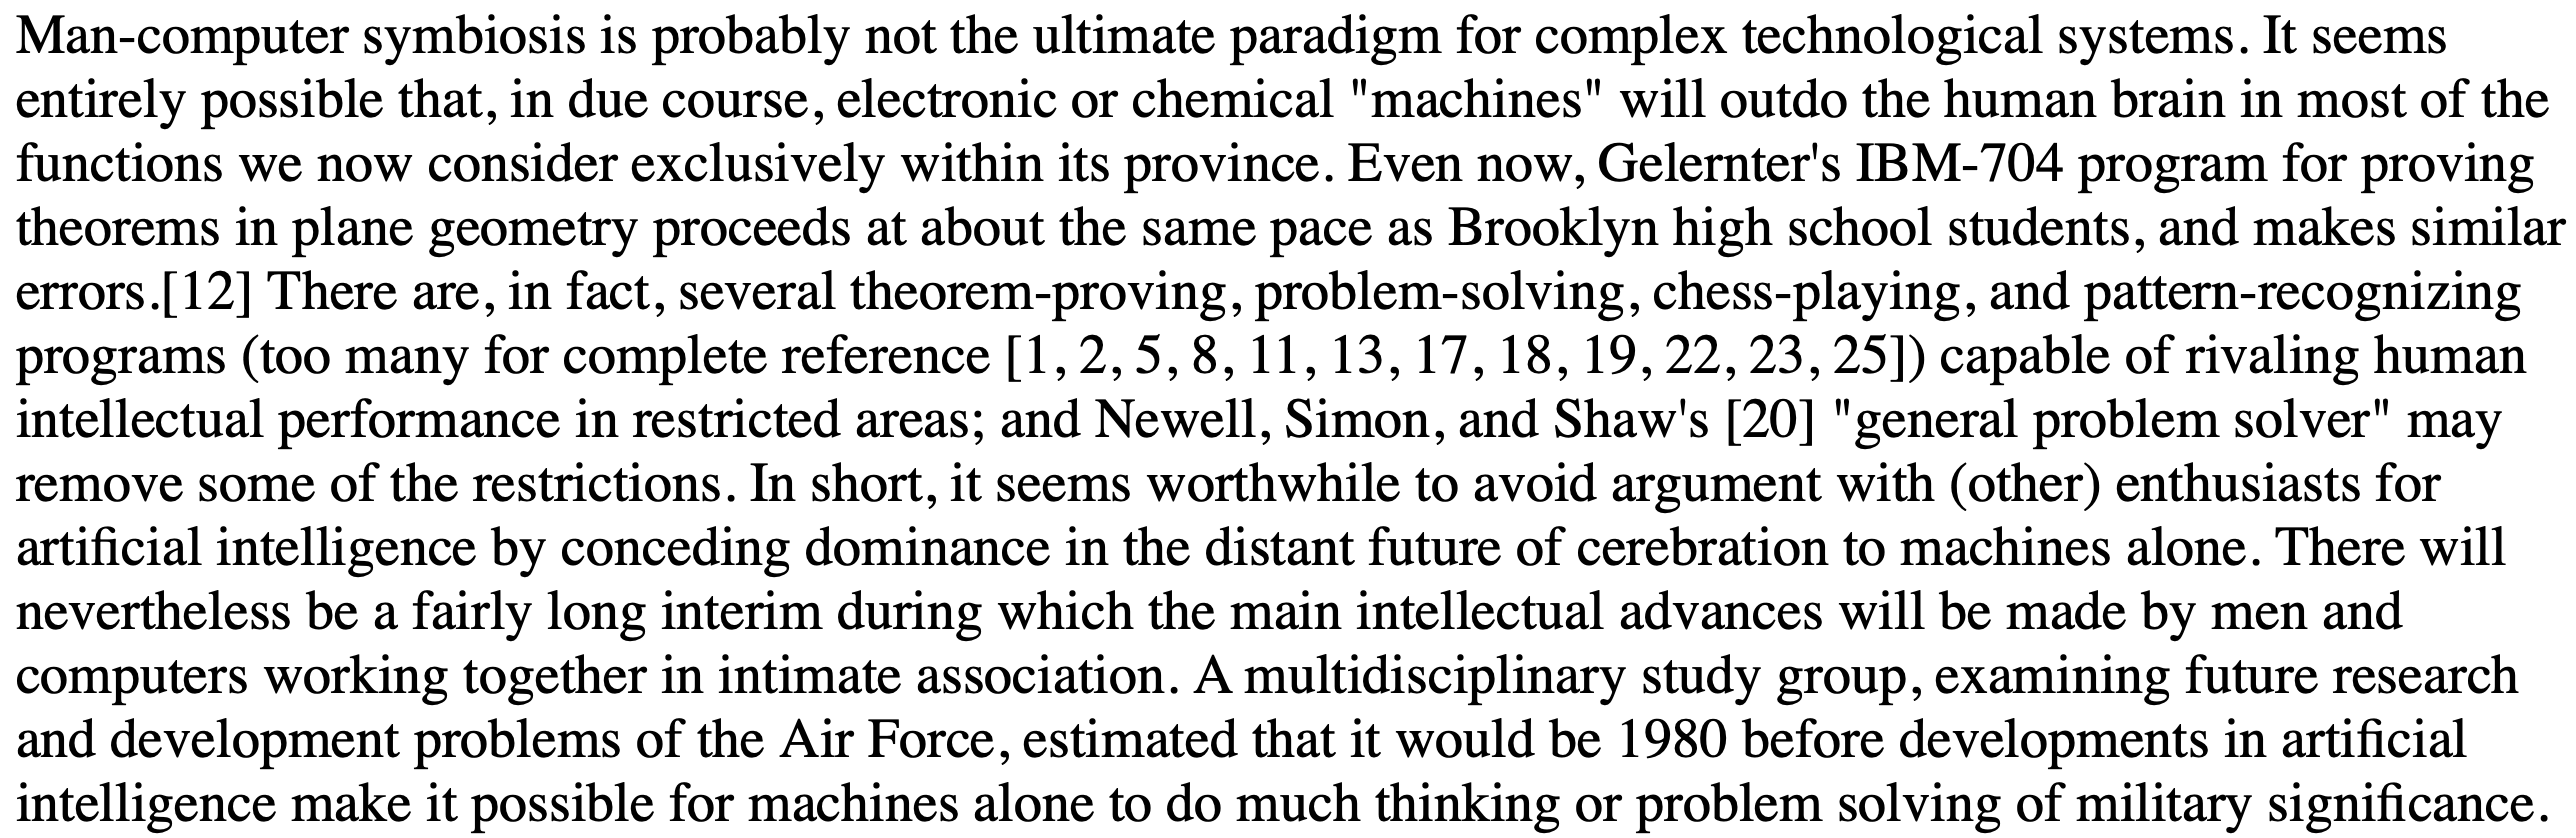 Man-computer symbiosis is probably not the ultimate paradigm for complex technological systems. It seems
entirely possible that, in due course, electronic or chemical "machines" will outdo the human brain in most of the
functions we now consider exclusively within its province. Even now, Gelernter's IBM-704 program for proving
theorems in plane geometry proceeds at about the same pace as Brooklyn high school students, and makes similar
errors.[12] There are, in fact, several theorem-proving, problem-solving, chess-playing, and pattern-recognizing
programs (too many for complete reference [1, 2, 5, 8, 11, 13, 17, 18, 19, 22, 23, 25]) capable of rivaling human
intellectual performance in restricted areas; and Newell, Simon, and Shaw's [20] "general problem solver" may
remove some of the restrictions. In short, it seems worthwhile to avoid argument with (other) enthusiasts for
artificial intelligence by conceding dominance in the distant future of cerebration to machines alone. There will
nevertheless be a fairly long interim during which the main intellectual advances will be made by men and
computers working together in intimate association. A multidisciplinary study group, examining future research
and development problems of the Air Force, estimated that it would be 1980 before developments in artificial
intelligence make it possible for machines alone to do much thinking or problem solving of military significance.